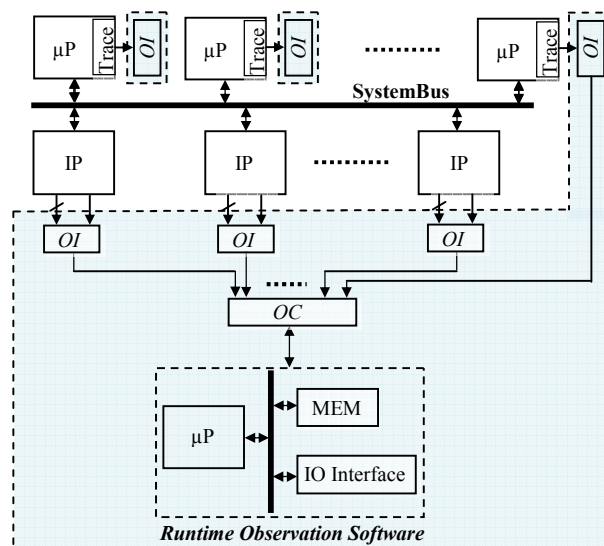 µP Trace OI µP Trace OI µP Trace OI
SystemBus
IP IP IP
OI OI OI
OC
µP MEM
IO Interface
Runtime Observation Software